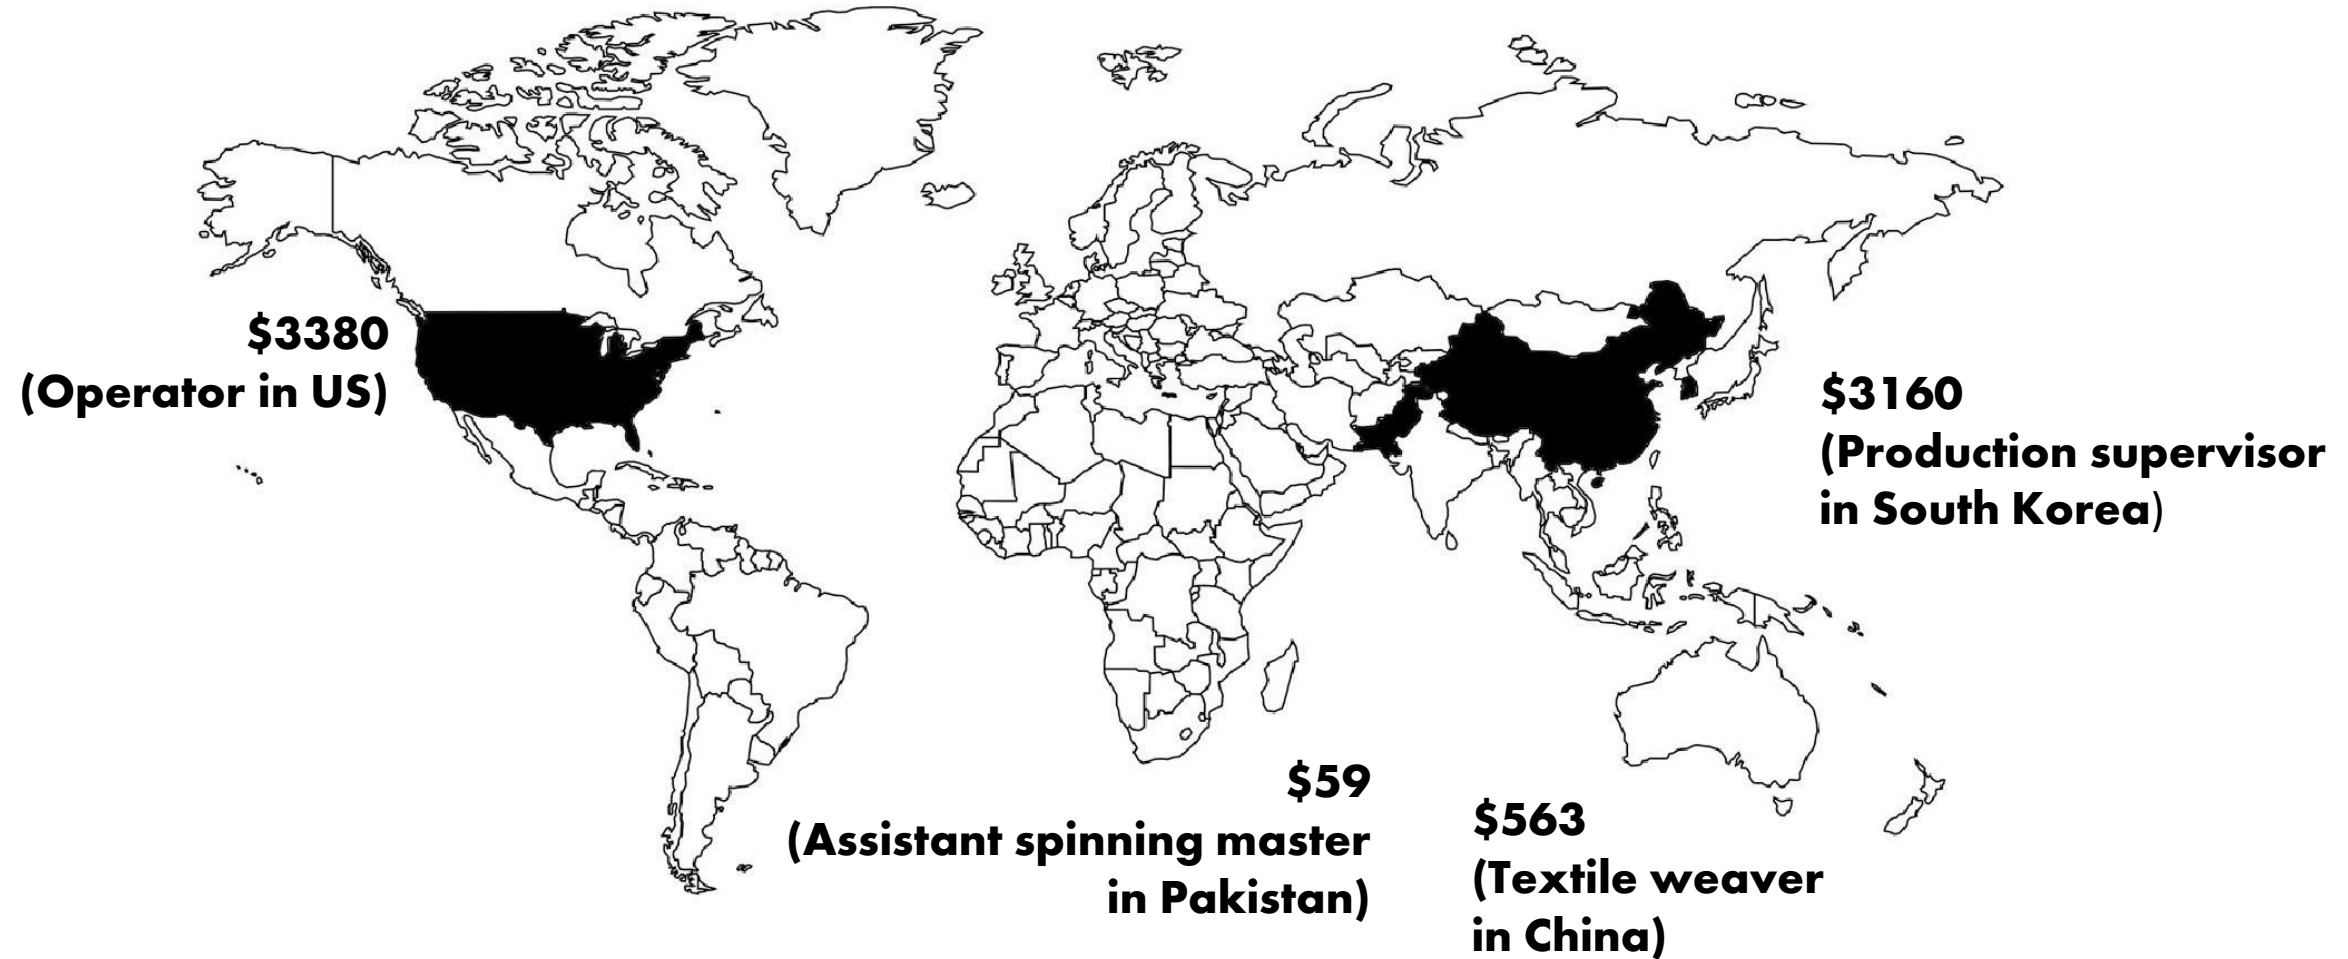 $3380
(Operator in US)
$3160
(Production supervisor
in South Korea)
$59
(Assistant spinning master
in Pakistan)
$563
(Textile weaver
in China)